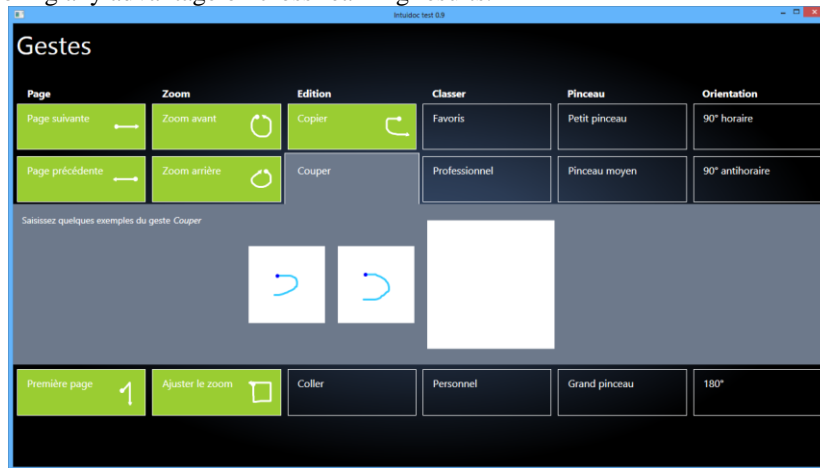 Intuidoc test 0.9
Gestes
Page Zoom Edition Classer Pinceau Orientation
Page suivante Zoom avant Copier Favoris Petit pinceau 90° horaire
Page précédente Zoom arrière Couper Professionnel Pinceau moyen 90° antihoraire
Saisissez quelques exemples du geste Couper
Première page Ajuster le zoom Coller Personnel Grand pinceau 180°